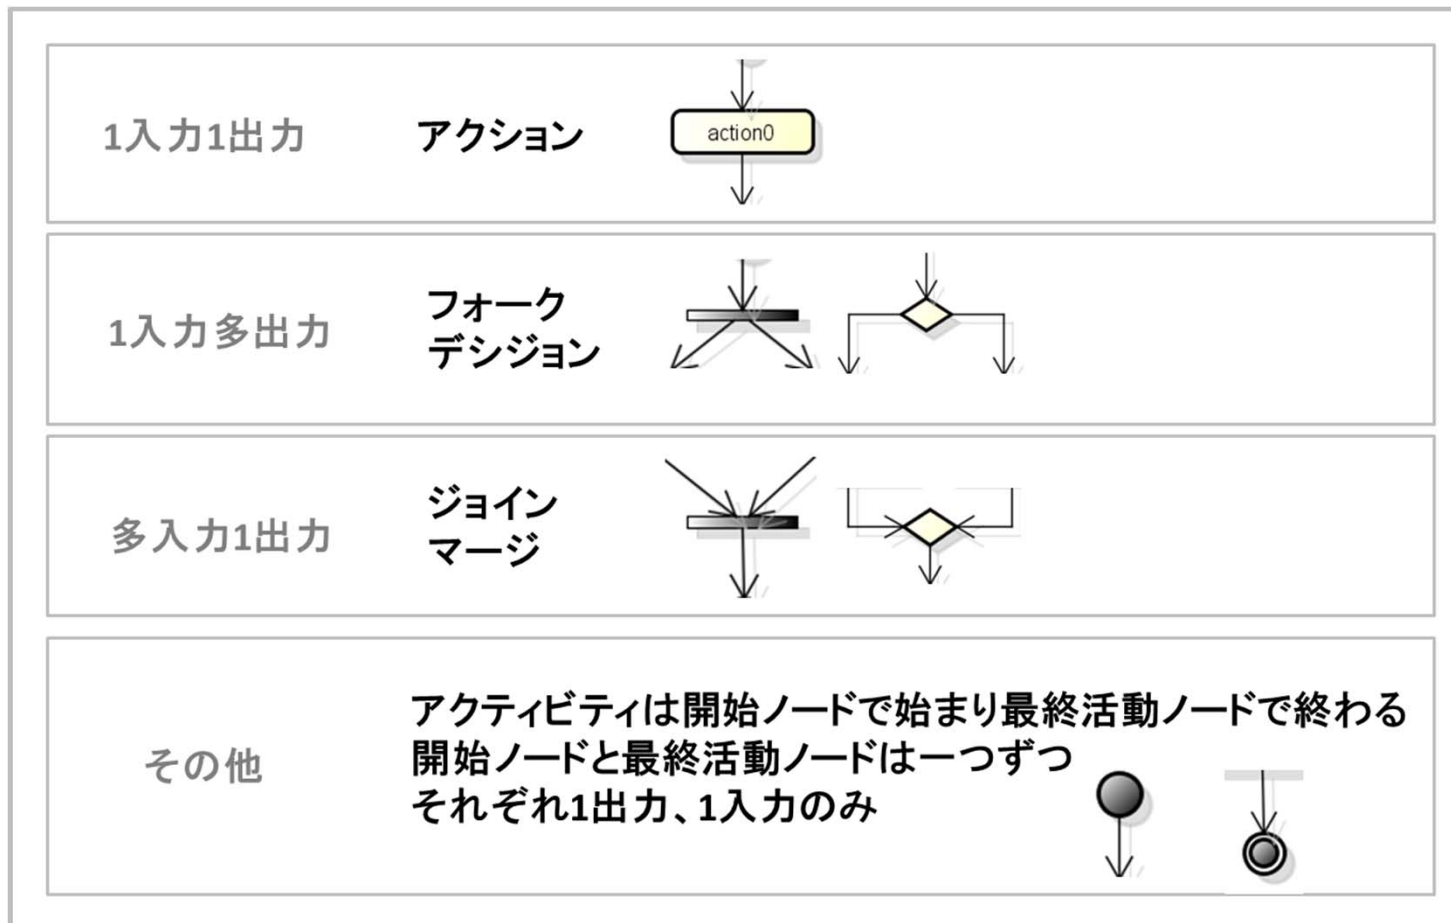 1入力1出力
アクション
action0
1入力多出力
フォーク
デシジョン
多入力1出力
ジョイン
マージ
その他
アクティビティは開始ノードで始まり最終活動ノードで終わる
開始ノードと最終活動ノードは一つずつ
それぞれ1出力、1入力のみ